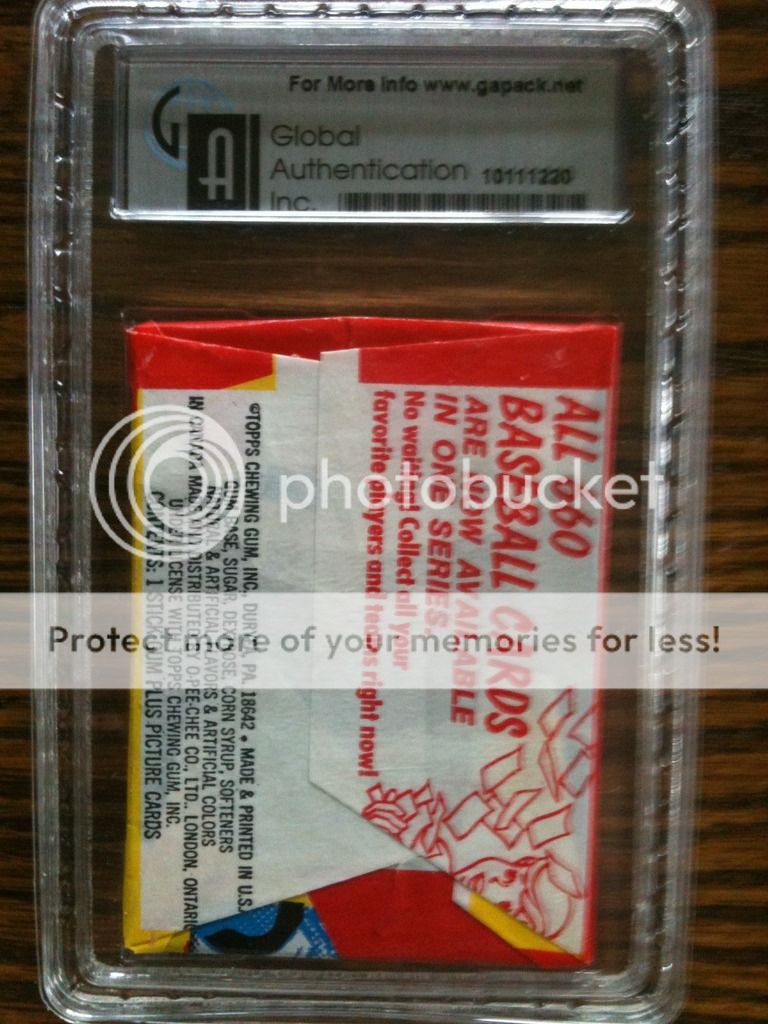 For More Info www.gapack.net
GA
Global
Authentication 10111220
Inc.
ALL 660
BASEBALL CARDS
ARE NOW AVAILABLE
IN ONE SERIES!
No waiting! Collect all your
favorite players and teams right now!
©TOPPS CHEWING GUM, INC., DURYEA, PA. 18642 • MADE & PRINTED IN U.S.A
GUM BASE, SUGAR, DEXTROSE, CORN SYRUP, SOFTENERS
NATURAL & ARTIFICIAL FLAVORS & ARTIFICIAL COLORS
IN CANADA MADE AND DISTRIBUTED BY O-PEE-CHEE CO., LTD., LONDON, ONTARIO
UNDER LICENSE WITH TOPPS CHEWING GUM, INC.
CONTENTS: 1 STICK GUM PLUS PICTURE CARDS
photobucket
Protect more of your memories for less!